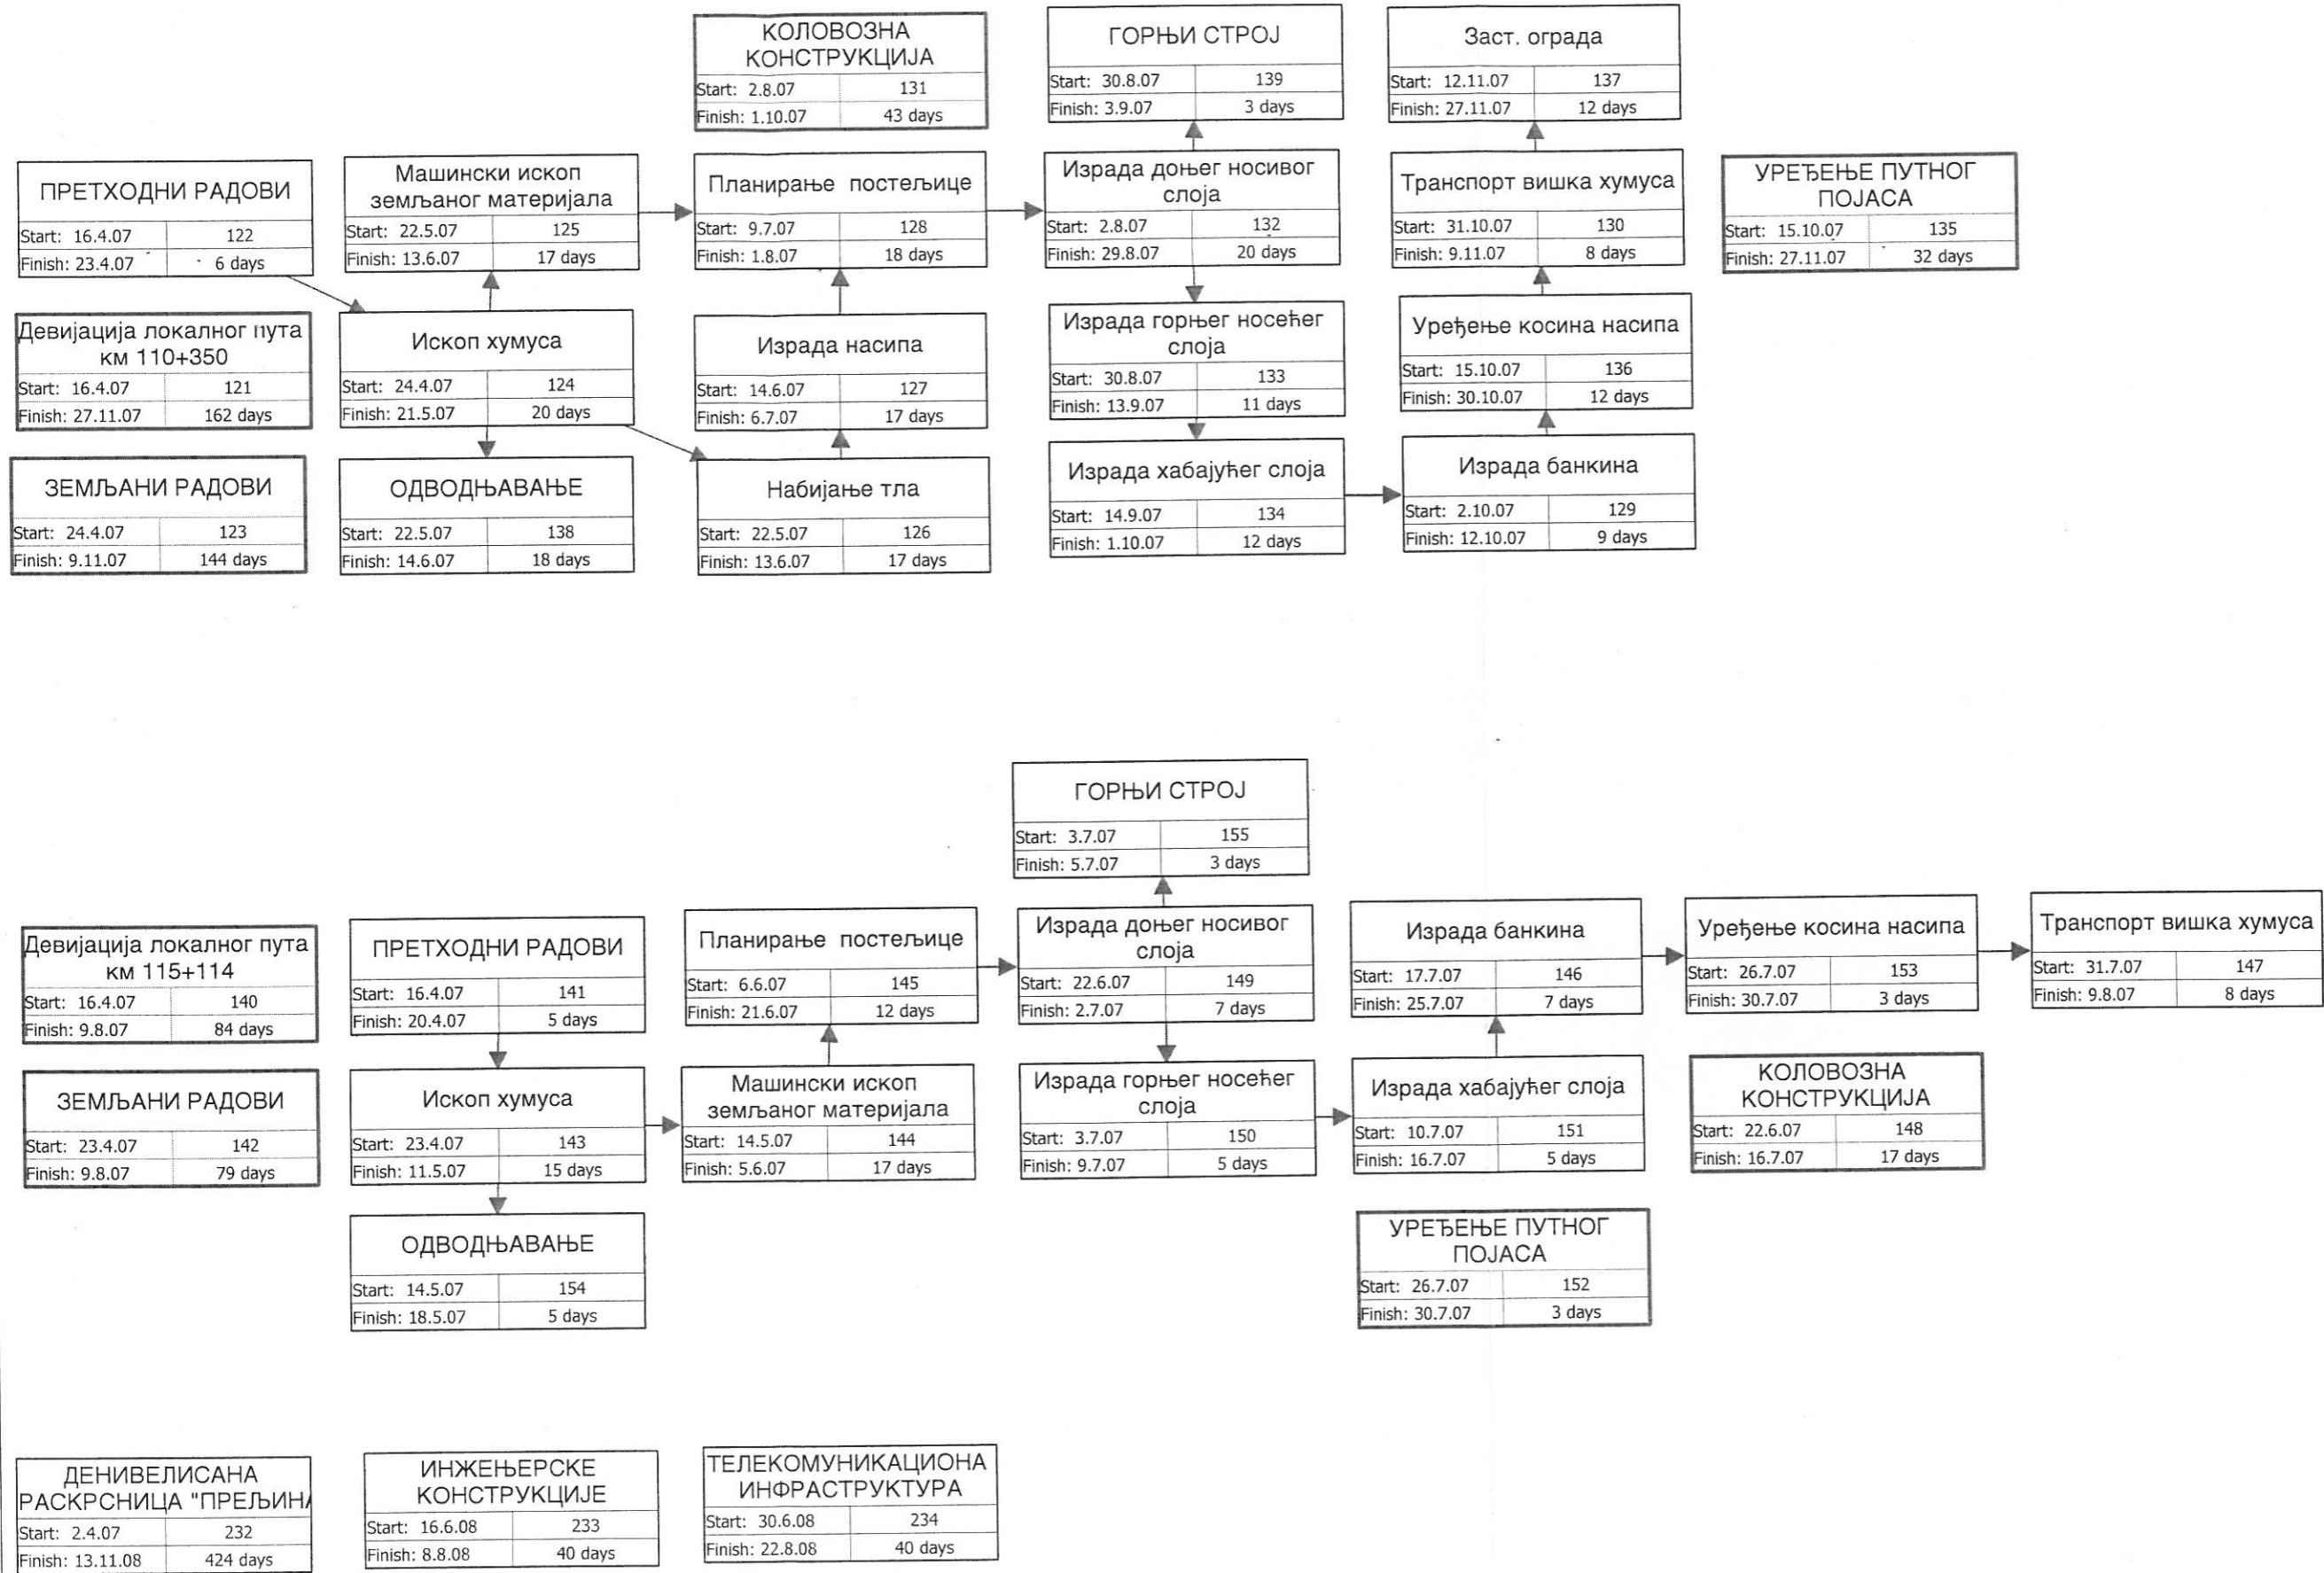 КОЛОВОЗНА
КОНСТРУКЦИЈА
Start: 2.8.07 131
Finish: 1.10.07 43 days
ГОРЊИ СТРОЈ
Start: 30.8.07 139
Finish: 3.9.07 3 days
Заст. ограда
Start: 12.11.07 137
Finish: 27.11.07 12 days
ПРЕТХОДНИ РАДОВИ
Start: 16.4.07 122
Finish: 23.4.07 6 days
Машински ископ
земљаног материјала
Start: 22.5.07 125
Finish: 13.6.07 17 days
Планирање постељице
Start: 9.7.07 128
Finish: 1.8.07 18 days
Израда доњег носивог
слоја
Start: 2.8.07 132
Finish: 29.8.07 20 days
Транспорт вишка хумуса
Start: 31.10.07 130
Finish: 9.11.07 8 days
УРЕЂЕЊЕ ПУТНОГ
ПОЈАСА
Start: 15.10.07 135
Finish: 27.11.07 32 days
Девијација локалног пута
км 110+350
Start: 16.4.07 121
Finish: 27.11.07 162 days
Ископ хумуса
Start: 24.4.07 124
Finish: 21.5.07 20 days
Израда насипа
Start: 14.6.07 127
Finish: 6.7.07 17 days
Израда горњег носећег
слоја
Start: 30.8.07 133
Finish: 13.9.07 11 days
Уређење косина насипа
Start: 15.10.07 136
Finish: 30.10.07 12 days
ЗЕМЉАНИ РАДОВИ
Start: 24.4.07 123
Finish: 9.11.07 144 days
ОДВОДЊАВАЊЕ
Start: 22.5.07 138
Finish: 14.6.07 18 days
Набијање тла
Start: 22.5.07 126
Finish: 13.6.07 17 days
Израда хабајућег слоја
Start: 14.9.07 134
Finish: 1.10.07 12 days
Израда банкина
Start: 2.10.07 129
Finish: 12.10.07 9 days
ГОРЊИ СТРОЈ
Start: 3.7.07 155
Finish: 5.7.07 3 days
Девијација локалног пута
км 115+114
Start: 16.4.07 140
Finish: 9.8.07 84 days
ПРЕТХОДНИ РАДОВИ
Start: 16.4.07 141
Finish: 20.4.07 5 days
Планирање постељице
Start: 6.6.07 145
Finish: 21.6.07 12 days
Израда доњег носивог
слоја
Start: 22.6.07 149
Finish: 2.7.07 7 days
Израда банкина
Start: 17.7.07 146
Finish: 25.7.07 7 days
Уређење косина насипа
Start: 26.7.07 153
Finish: 30.7.07 3 days
Транспорт вишка хумуса
Start: 31.7.07 147
Finish: 9.8.07 8 days
ЗЕМЉАНИ РАДОВИ
Start: 23.4.07 142
Finish: 9.8.07 79 days
Ископ хумуса
Start: 23.4.07 143
Finish: 11.5.07 15 days
Машински ископ
земљаног материјала
Start: 14.5.07 144
Finish: 5.6.07 17 days
Израда горњег носећег
слоја
Start: 3.7.07 150
Finish: 9.7.07 5 days
Израда хабајућег слоја
Start: 10.7.07 151
Finish: 16.7.07 5 days
КОЛОВОЗНА
КОНСТРУКЦИЈА
Start: 22.6.07 148
Finish: 16.7.07 17 days
ОДВОДЊАВАЊЕ
Start: 14.5.07 154
Finish: 18.5.07 5 days
УРЕЂЕЊЕ ПУТНОГ
ПОЈАСА
Start: 26.7.07 152
Finish: 30.7.07 3 days
ДЕНИВЕЛИСАНА
РАСКРСНИЦА "ПРЕЉИНА
Start: 2.4.07 232
Finish: 13.11.08 424 days
ИНЖЕЊЕРСКЕ
КОНСТРУКЦИЈЕ
Start: 16.6.08 233
Finish: 8.8.08 40 days
ТЕЛЕКОМУНИКАЦИОНА
ИНФРАСТРУКТУРА
Start: 30.6.08 234
Finish: 22.8.08 40 days